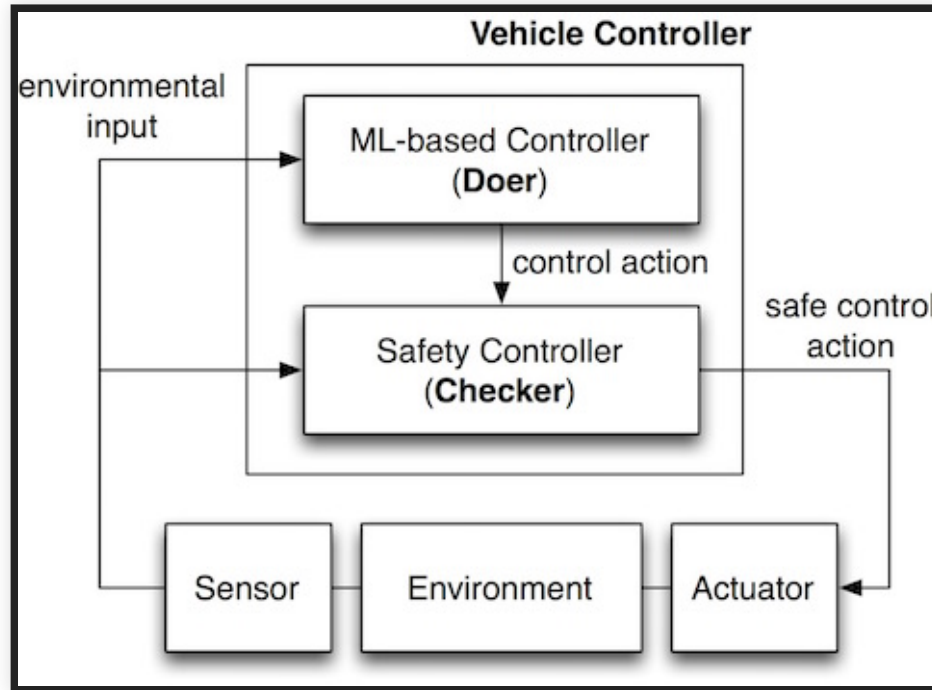 Vehicle Controller
environmental
input
ML-based Controller
(Doer)
control action
safe control
action
Safety Controller
(Checker)
Sensor
Environment
Actuator